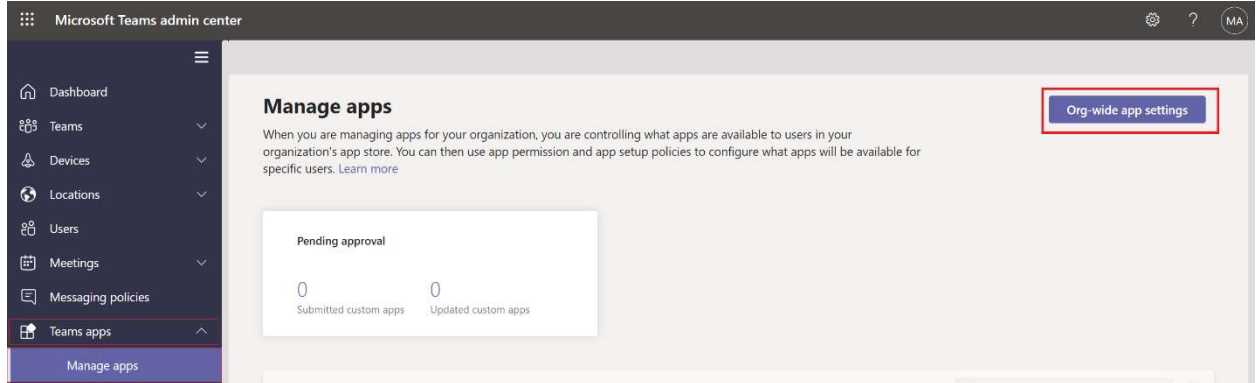 Microsoft Teams admin center
?
MA
Dashboard
Teams
Devices
Locations
Users
Meetings
Messaging policies
Teams apps
Manage apps
Manage apps
Org-wide app settings
When you are managing apps for your organization, you are controlling what apps are available to users in your
organization's app store. You can then use app permission and app setup policies to configure what apps will be available for
specific users. Learn more
Pending approval
0 0
Submitted custom apps Updated custom apps